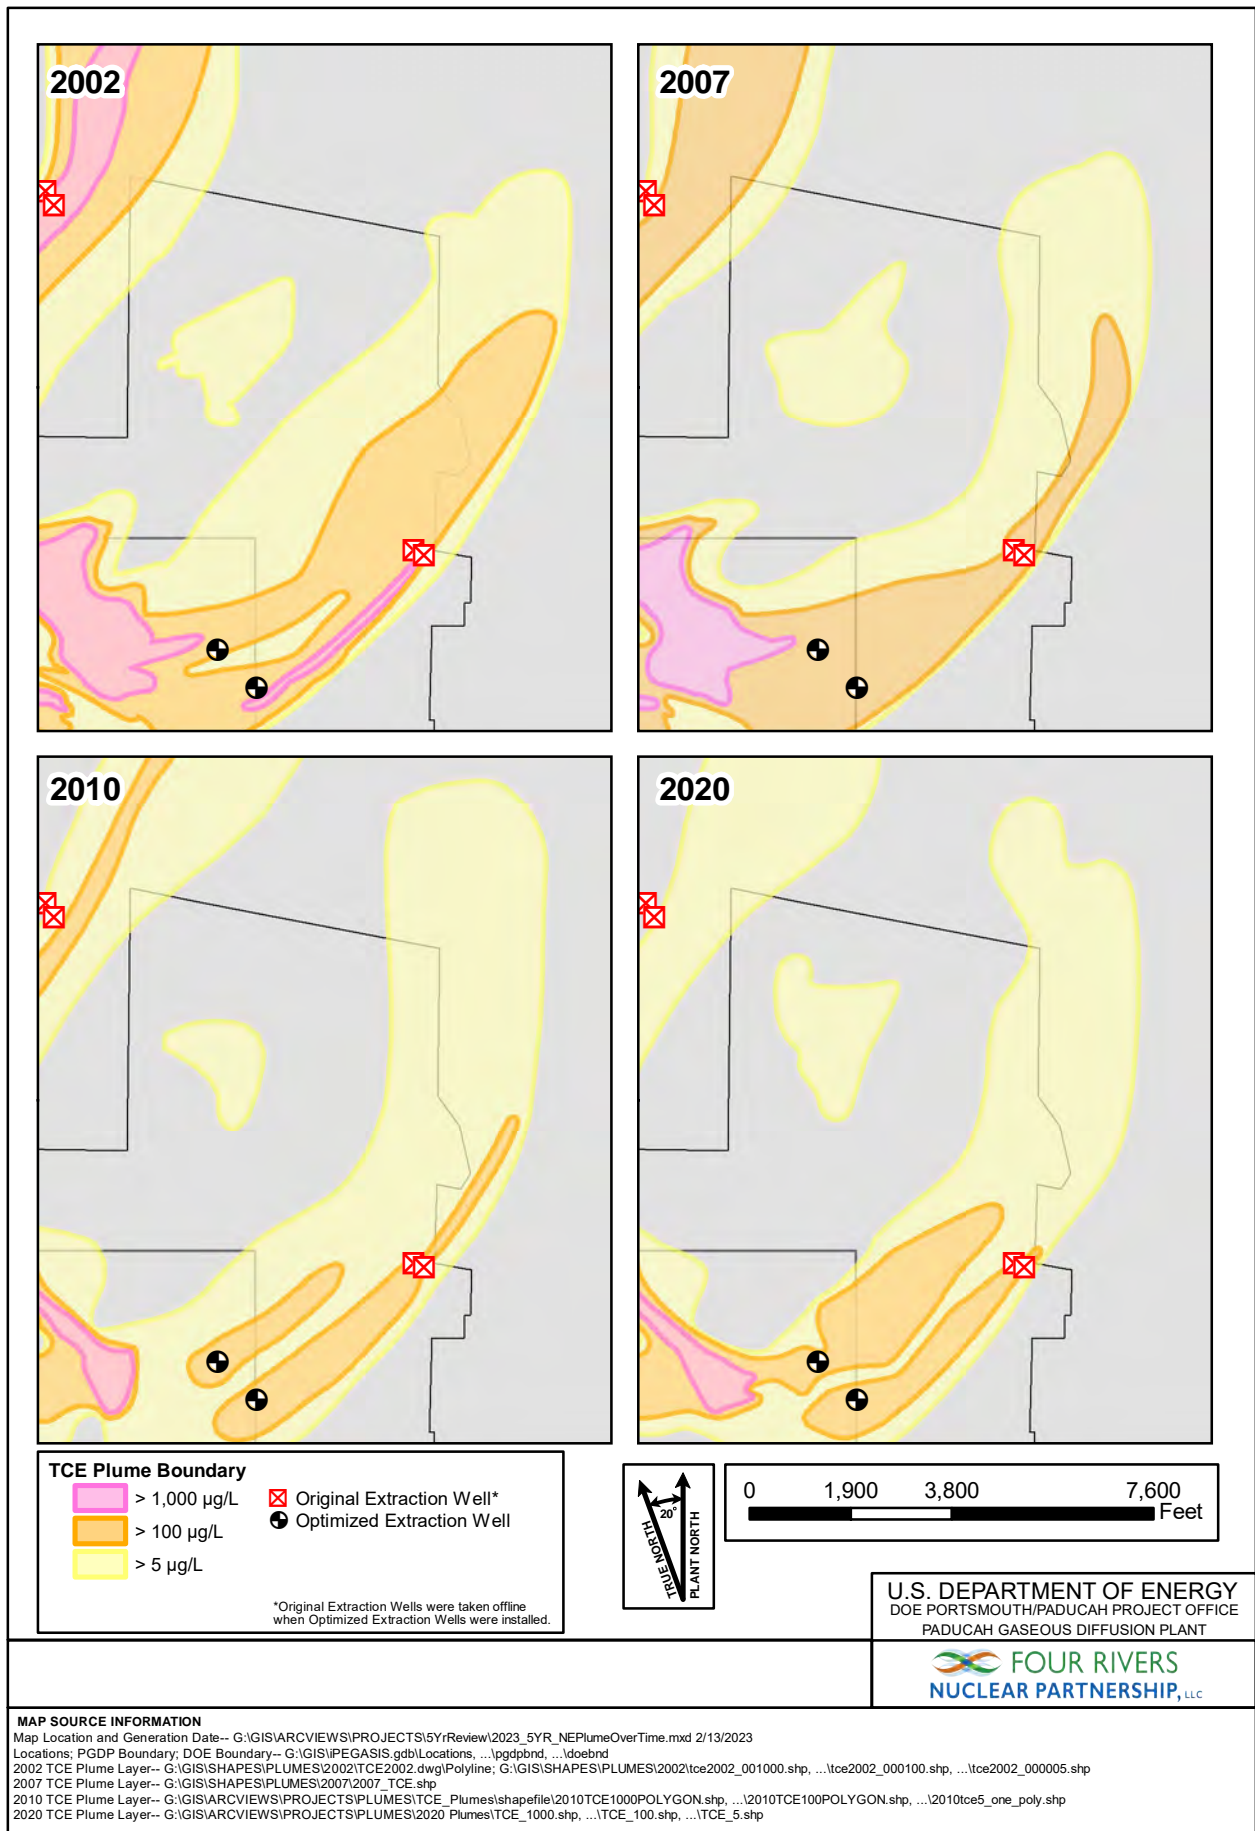 2002
2007
2010
2020
TCE Plume Boundary
> 1,000 µg/L
> 100 µg/L
> 5 µg/L
Original Extraction Well*
Optimized Extraction Well
*Original Extraction Wells were taken offline
when Optimized Extraction Wells were installed.
20°
TRUE NORTH
PLANT NORTH
0 1,900 3,800 7,600
Feet
U.S. DEPARTMENT OF ENERGY
DOE PORTSMOUTH/PADUCAH PROJECT OFFICE
PADUCAH GASEOUS DIFFUSION PLANT
FOUR RIVERS
NUCLEAR PARTNERSHIP, LLC
MAP SOURCE INFORMATION
Map Location and Generation Date-- G:\GIS\ARCVIEWS\PROJECTS\5YrReview\2023_5YR_NEPlumeOverTime.mxd 2/13/2023
Locations; PGDP Boundary; DOE Boundary-- G:\GIS\iPEGASIS.gdb\Locations, ...\pgdpbnd, ...\doebnd
2002 TCE Plume Layer-- G:\GIS\SHAPES\PLUMES\2002\TCE2002.dwg\Polyline; G:\GIS\SHAPES\PLUMES\2002\tce2002_001000.shp, ...\tce2002_000100.shp, ...\tce2002_000005.shp
2007 TCE Plume Layer-- G:\GIS\SHAPES\PLUMES\2007\2007_TCE.shp
2010 TCE Plume Layer-- G:\GIS\ARCVIEWS\PROJECTS\PLUMES\TCE_Plumes\shapefile\2010TCE1000POLYGON.shp, ...\2010TCE100POLYGON.shp, ...\2010tce5_one_poly.shp
2020 TCE Plume Layer-- G:\GIS\ARCVIEWS\PROJECTS\PLUMES\2020 Plumes\TCE_1000.shp, ...\TCE_100.shp, ...\TCE_5.shp